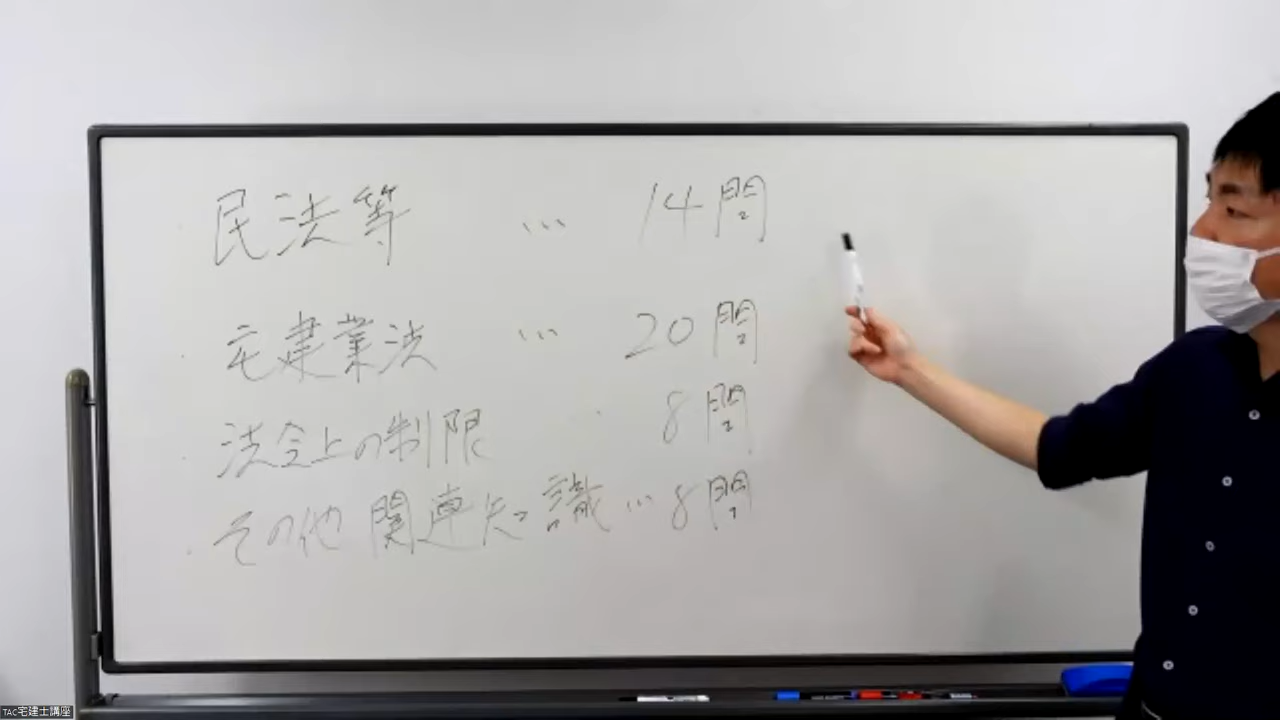 民法等 … 14問
宅建業法 … 20問
法令上の制限 8問
その他関連知識…8問
TAC宅建士講座